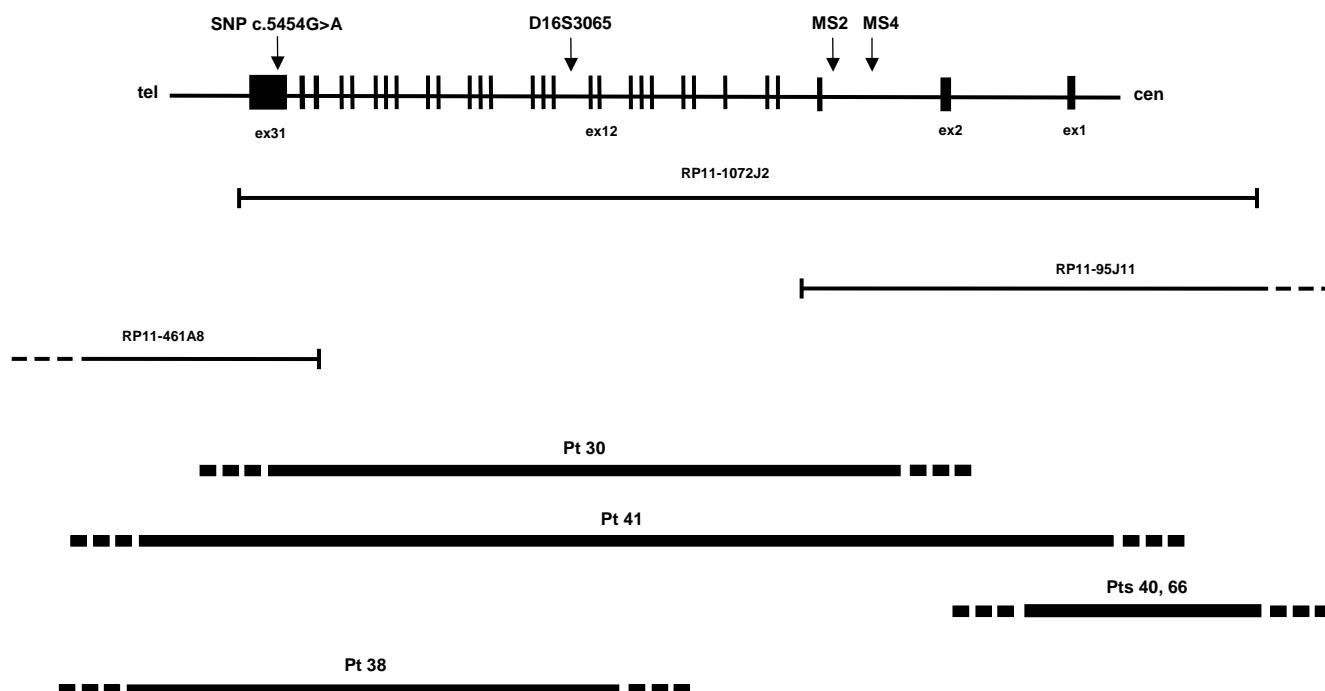 SNP c.5454G>A
D16S3065
MS2
MS4
tel
cen
ex31
ex12
ex2
ex1
RP11-1072J2
RP11-95J11
RP11-461A8
Pt 30
Pt 41
Pts 40, 66
Pt 38